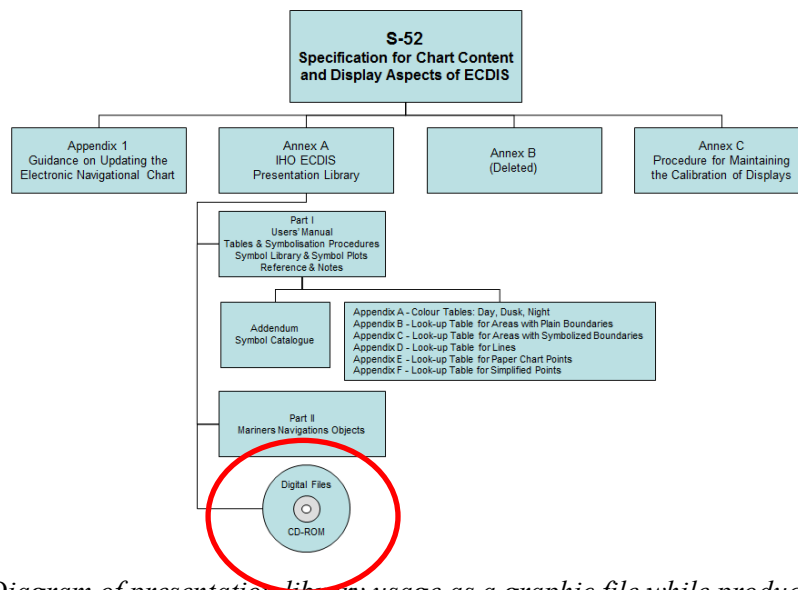 S-52
Specification for Chart Content
and Display Aspects of ECDIS
Appendix 1
Guidance on Updating the
Electronic Navigational Chart
Annex A
IHO ECDIS
Presentation Library
Annex B
(Deleted)
Annex C
Procedure for Maintaining
the Calibration of Displays
Part I
Users' Manual
Tables & Symbolisation Procedures
Symbol Library & Symbol Plots
Reference & Notes
Addendum
Symbol Catalogue
Appendix A - Colour Tables: Day, Dusk, Night
Appendix B - Look-up Table for Areas with Plain Boundaries
Appendix C - Look-up Table for Areas with Symbolized Boundaries
Appendix D - Look-up Table for Lines
Appendix E - Look-up Table for Paper Chart Points
Appendix F - Look-up Table for Simplified Points
Part II
Mariners Navigations Objects
Digital Files
CD-ROM
Diagram of presentation library usage as a graphic file while produc